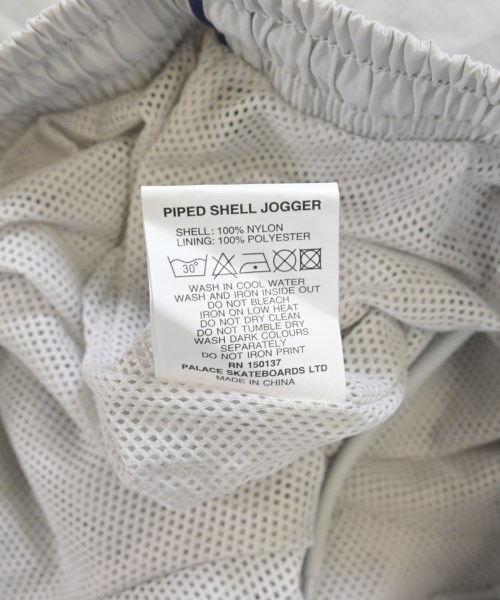 PIPED SHELL JOGGER
SHELL: 100% NYLON
LINING: 100% POLYESTER
30°
WASH IN COOL WATER
WASH AND IRON INSIDE OUT
DO NOT BLEACH
IRON ON LOW HEAT
DO NOT DRY CLEAN
DO NOT TUMBLE DRY
WASH DARK COLOURS
SEPARATELY
DO NOT IRON PRINT
RN 150137
PALACE SKATEBOARDS LTD
MADE IN CHINA